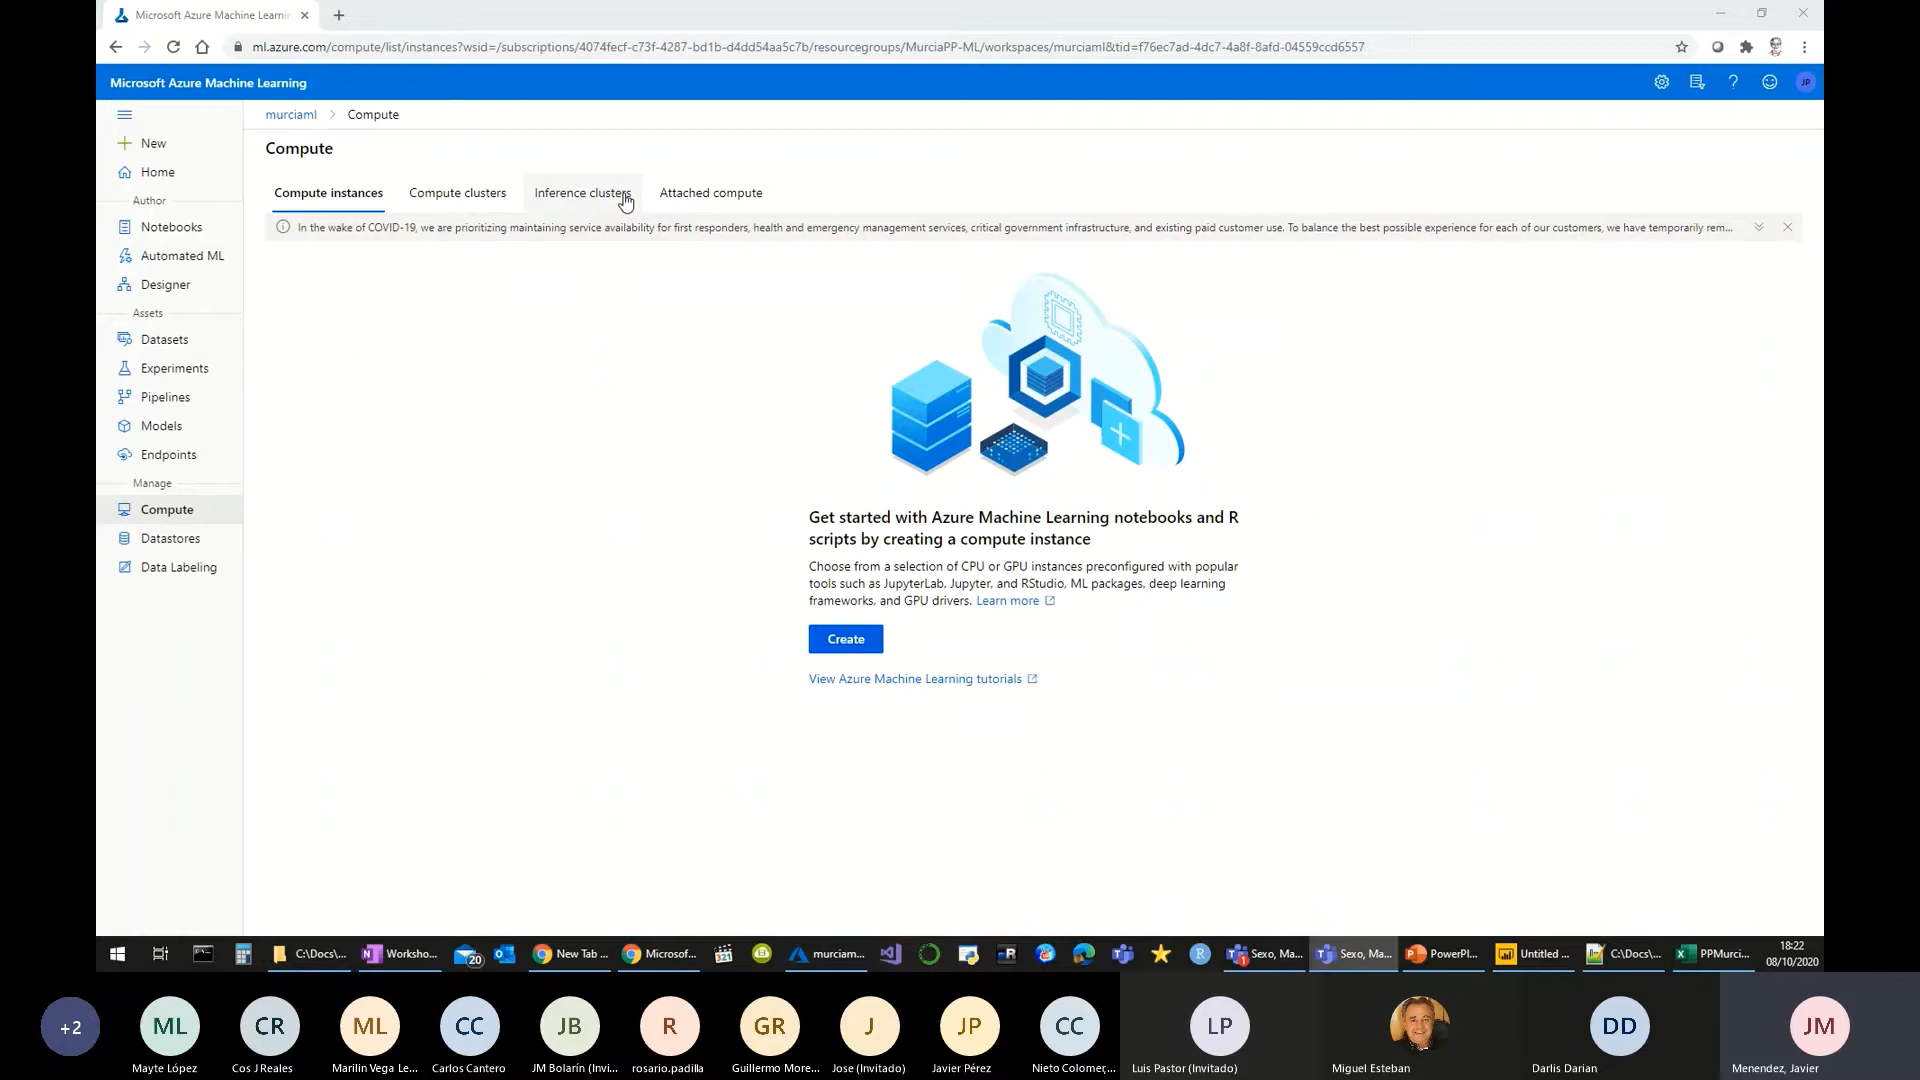 Microsoft Azure Machine Learnin
ml.azure.com/compute/list/instances?wsid=/subscriptions/4074fecf-c73f-4287-bd1b-d4dd54aa5c7b/resourcegroups/MurciaPP-ML/workspaces/murciaml&tid=f76ec7ad-4dc7-4a8f-8afd-04559ccd6557
Microsoft Azure Machine Learning
JP
murciaml > Compute
New
Home
Author
Notebooks
Automated ML
Designer
Assets
Datasets
Experiments
Pipelines
Models
Endpoints
Manage
Compute
Datastores
Data Labeling
Compute
Compute instances Compute clusters Inference clusters Attached compute
In the wake of COVID-19, we are prioritizing maintaining service availability for first responders, health and emergency management services, critical government infrastructure, and existing paid customer use. To balance the best possible experience for each of our customers, we have temporarily rem...
Get started with Azure Machine Learning notebooks and R
scripts by creating a compute instance
Choose from a selection of CPU or GPU instances preconfigured with popular
tools such as JupyterLab, Jupyter, and RStudio, ML packages, deep learning
frameworks, and GPU drivers. Learn more
Create
View Azure Machine Learning tutorials
C:\Docs\... Worksho... 20 New Tab ... Microsof... 321 murciam... R R 1 Sexo, Ma... Sexo, Ma... PowerPl... Untitled ... C:\Docs\... PPMurci...
18:22
08/10/2020
+2 ML CR ML CC JB R GR J JP CC LP DD JM
Mayte López Cos J Reales Marilin Vega Le... Carlos Cantero JM Bolarín (Invi... rosario.padilla Guillermo More... Jose (Invitado) Javier Pérez Nieto Colomer,... Luis Pastor (Invitado) Miguel Esteban Darlis Darian Menendez, Javier